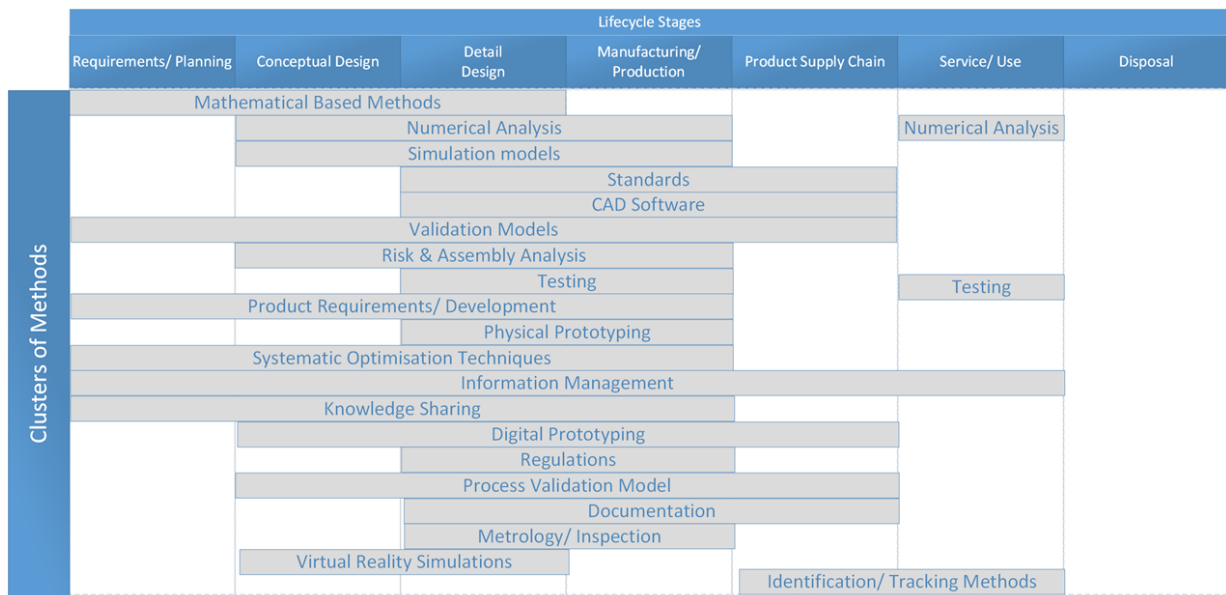 Lifecycle Stages
Requirements/ Planning
Conceptual Design
Detail
Design
Manufacturing/
Production
Product Supply Chain
Service/ Use
Disposal
Clusters of Methods
Mathematical Based Methods
Numerical Analysis
Numerical Analysis
Simulation models
Standards
CAD Software
Validation Models
Risk & Assembly Analysis
Testing
Testing
Product Requirements/ Development
Physical Prototyping
Systematic Optimisation Techniques
Information Management
Knowledge Sharing
Digital Prototyping
Regulations
Process Validation Model
Documentation
Metrology/ Inspection
Virtual Reality Simulations
Identification/ Tracking Methods